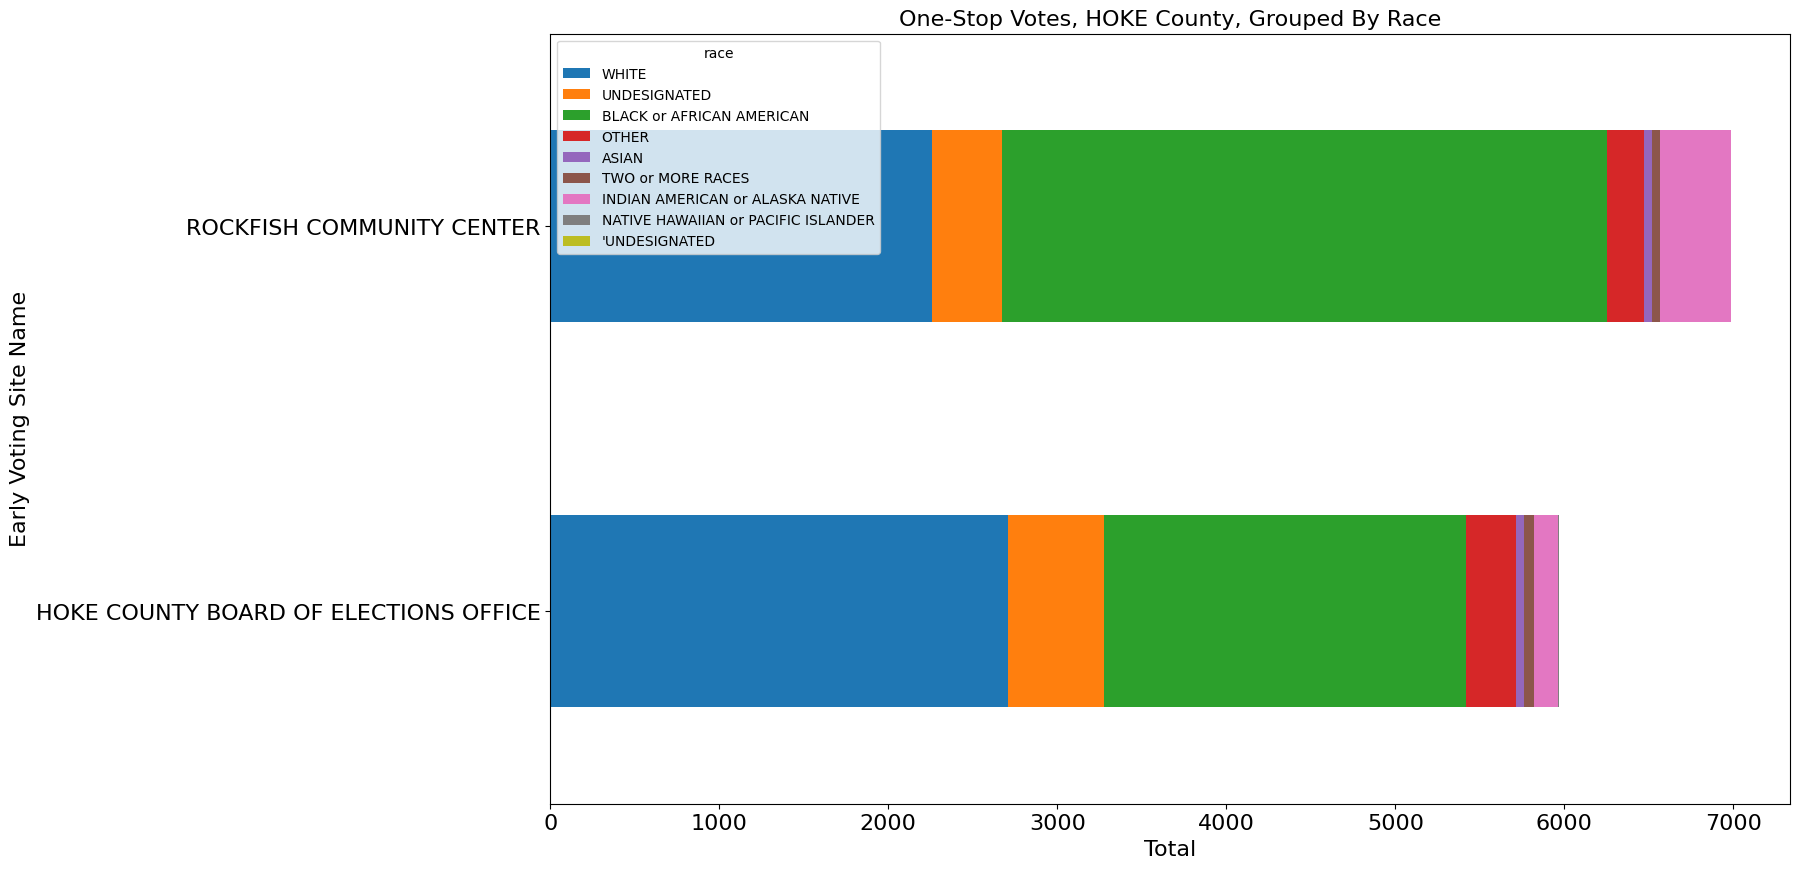 One-Stop Votes, HOKE County, Grouped By Race
race
WHITE
UNDESIGNATED
BLACK or AFRICAN AMERICAN
OTHER
ASIAN
TWO or MORE RACES
INDIAN AMERICAN or ALASKA NATIVE
NATIVE HAWAIIAN or PACIFIC ISLANDER
'UNDESIGNATED
Early Voting Site Name
ROCKFISH COMMUNITY CENTER
HOKE COUNTY BOARD OF ELECTIONS OFFICE
0 1000 2000 3000 4000 5000 6000 7000
Total